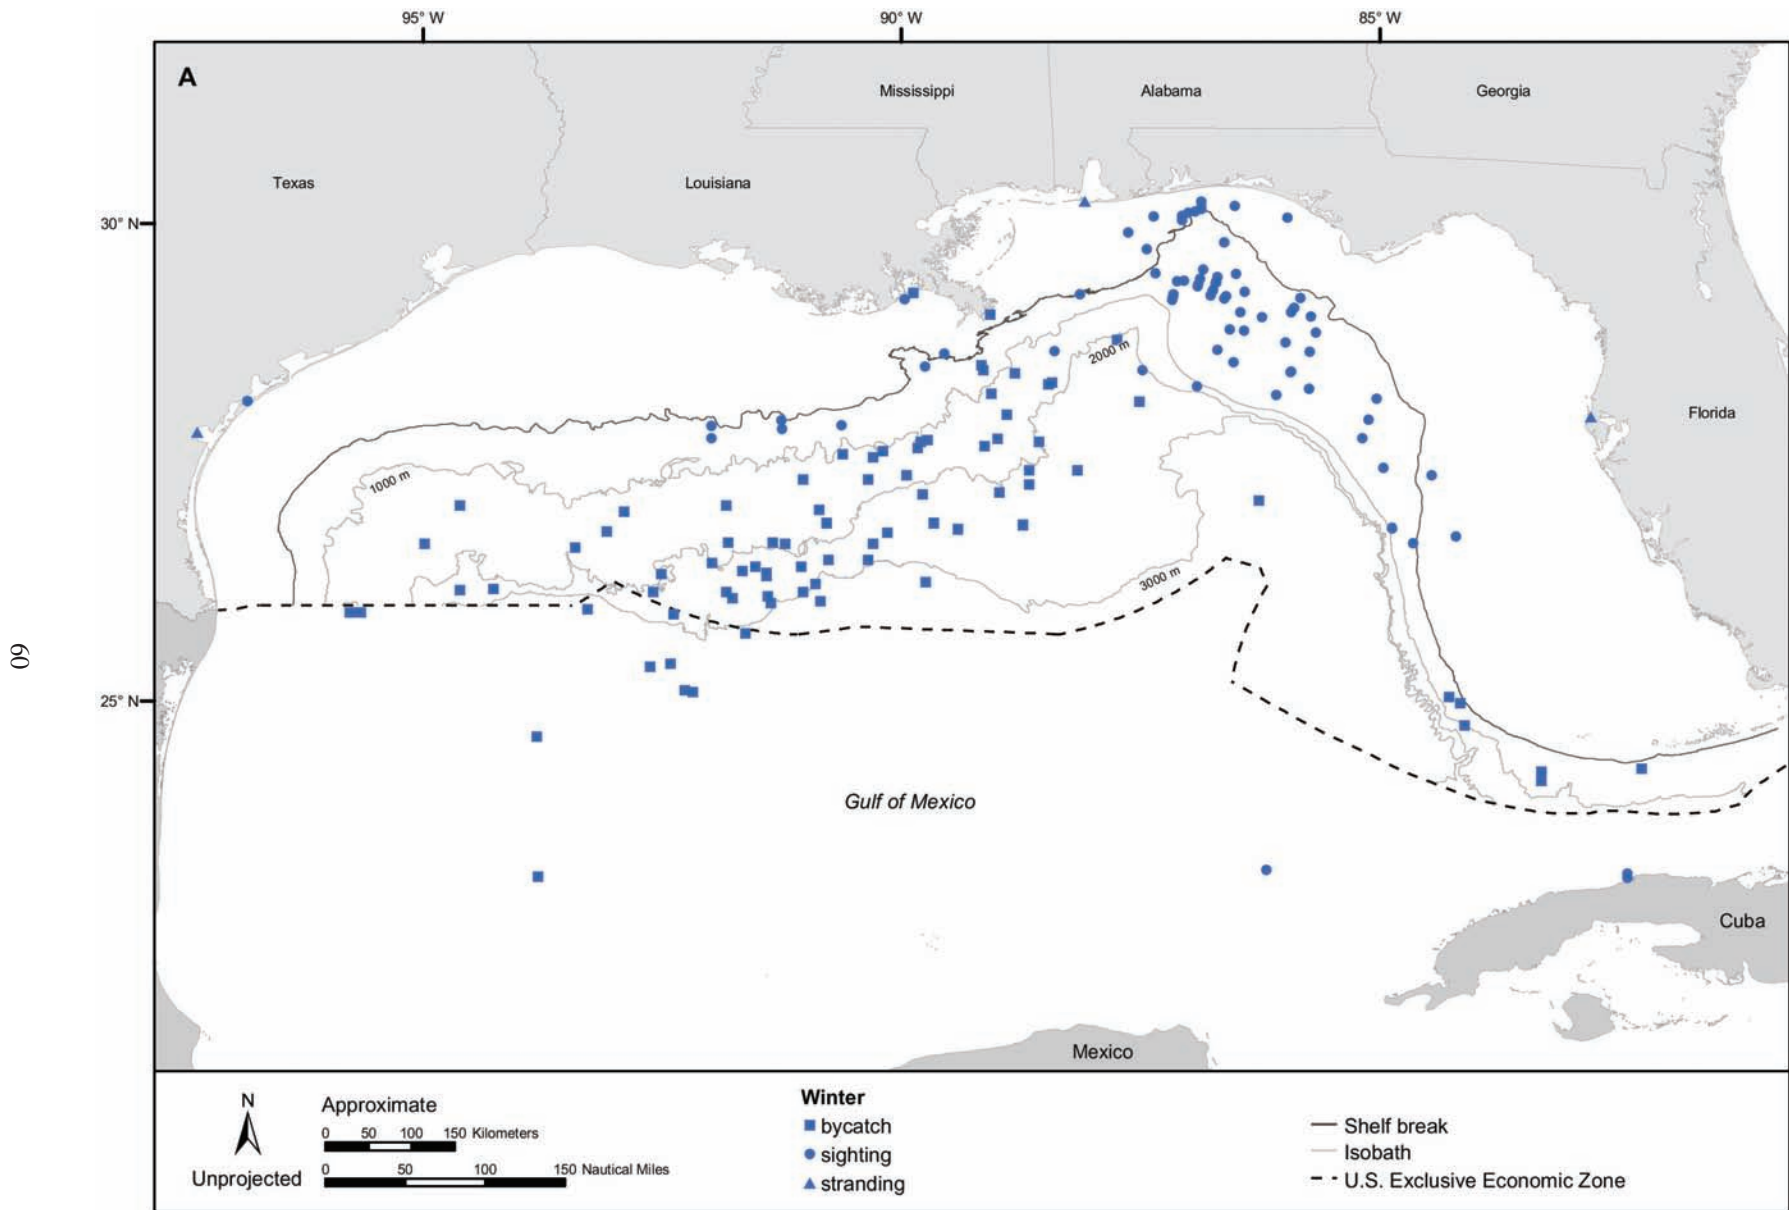 95° W 90° W 85° W
A
Mississippi Alabama Georgia
Texas Louisiana
30° N
2000 m
Florida
1000 m
3000 m
60
25° N
Gulf of Mexico
Cuba
Mexico
N
Unprojected
Approximate
0 50 100 150 Kilometers
0 50 100 150 Nautical Miles
Winter
bycatch
sighting
stranding
Shelf break
Isobath
U.S. Exclusive Economic Zone